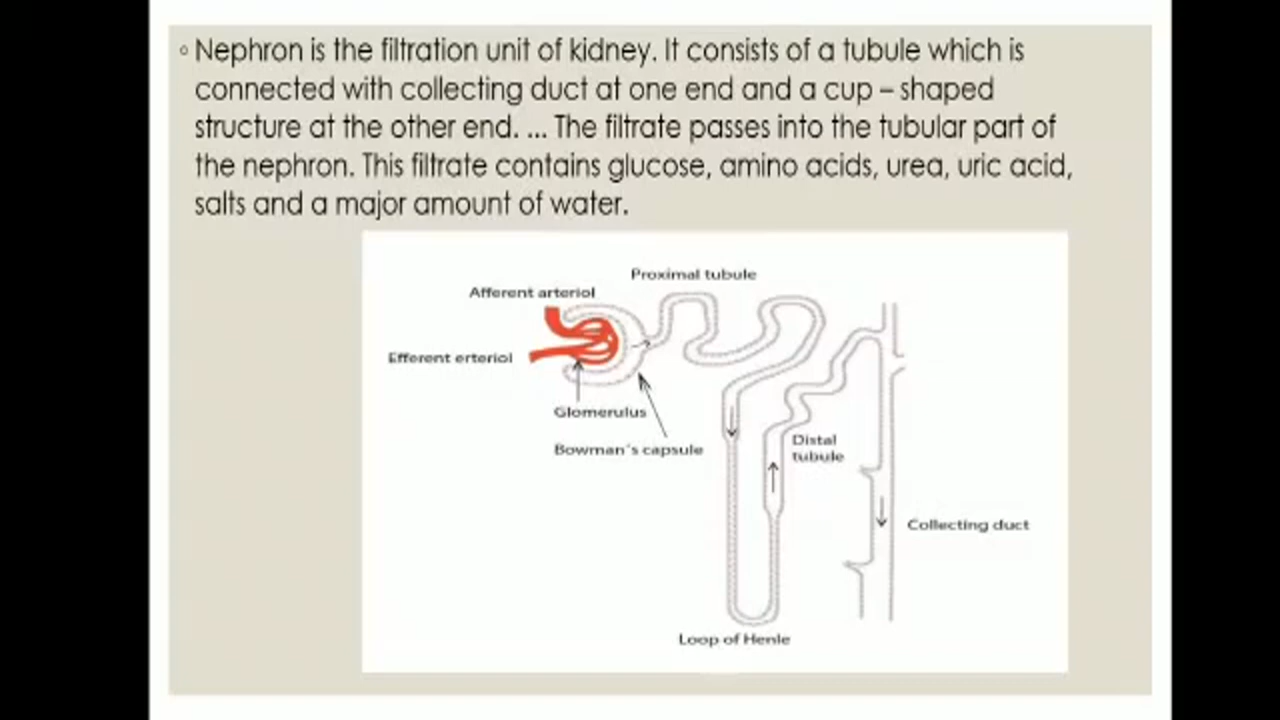 ◦ Nephron is the filtration unit of kidney. It consists of a tubule which is
connected with collecting duct at one end and a cup – shaped
structure at the other end. ... The filtrate passes into the tubular part of
the nephron. This filtrate contains glucose, amino acids, urea, uric acid,
salts and a major amount of water.
Proximal tubule
Afferent arteriol
Efferent erteriol
Glomerulus
Bowman's capsule
Distal
tubule
Collecting duct
Loop of Henle